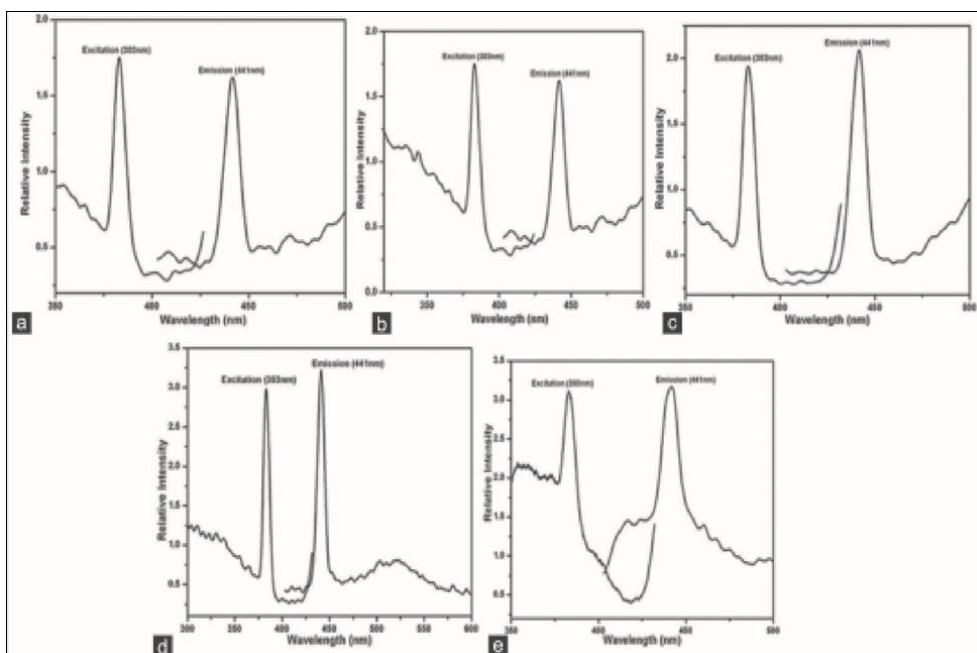 2.0
Excitation (383nm)
Emission (441nm)
1.5
1.0
0.5
Relative Intensity
350
400
450
500
Wavelength (nm)
a
2.0
Excitation (383nm)
Emission (441nm)
1.5
1.0
0.5
0.0
Relative Intensity
350
400
450
500
Wavelength (nm)
b
2.0
Excitation (383nm)
Emission (441nm)
1.5
1.0
0.5
Relative Intensity
350
400
450
500
Wavelength (nm)
c
3.5
Excitation (383nm)
Emission (441nm)
3.0
2.5
2.0
1.5
1.0
0.5
Relative Intensity
300
350
400
450
500
550
600
Wavelength (nm)
d
3.5
Excitation (383nm)
Emission (441nm)
3.0
2.5
2.0
1.5
1.0
0.5
Relative Intensity
350
400
450
500
Wavelength (nm)
e